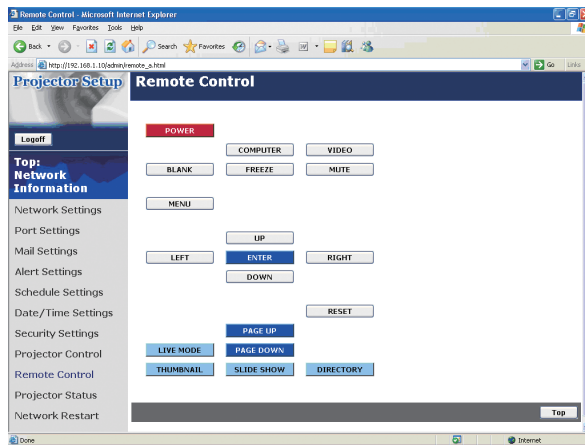 Remote Control - Microsoft Internet Explorer
File Edit View Favorites Tools Help
Back Search Favorites
Address http://192.168.1.10/admin/remote_a.html Go Links
Projector Setup
Remote Control
Logoff
Top:
Network
Information
Network Settings
Port Settings
Mail Settings
Alert Settings
Schedule Settings
Date/Time Settings
Security Settings
Projector Control
Remote Control
Projector Status
Network Restart
POWER
COMPUTER VIDEO
BLANK FREEZE MUTE
MENU
UP
LEFT ENTER RIGHT
DOWN
RESET
PAGE UP
LIVE MODE PAGE DOWN
THUMBNAIL SLIDE SHOW DIRECTORY
Top
Done Internet